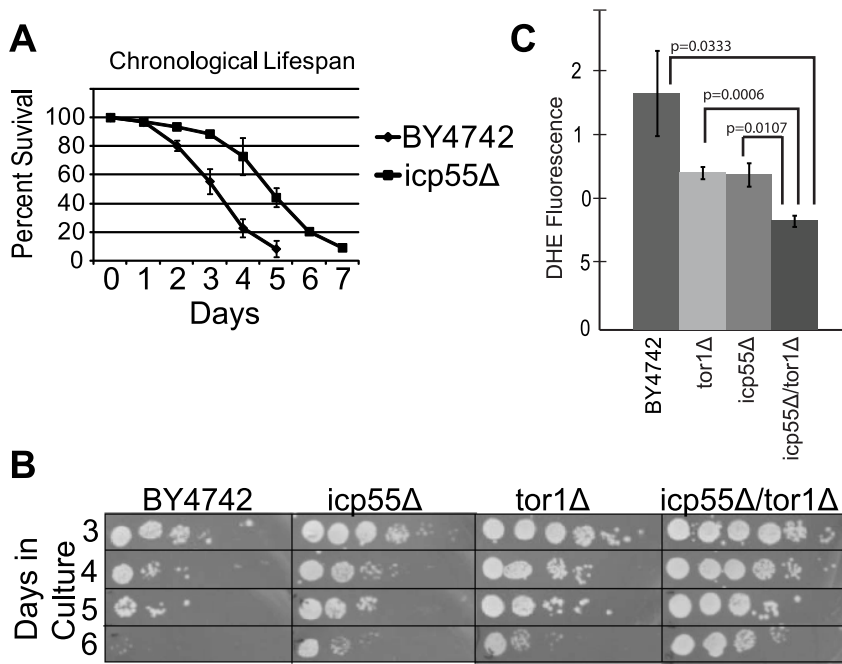 A
Chronological Lifespan
Percent Suvival
100
80
60
40
20
0
0 1 2 3 4 5 6 7
Days
BY4742
icp55Δ
C
DHE Fluorescence
2
1
0
5
0
p=0.0333
p=0.0006
p=0.0107
BY4742
tor1Δ
icp55Δ
icp55Δ/tor1Δ
B
BY4742 icp55Δ tor1Δ icp55Δ/tor1Δ
Days in
Culture
3
4
5
6